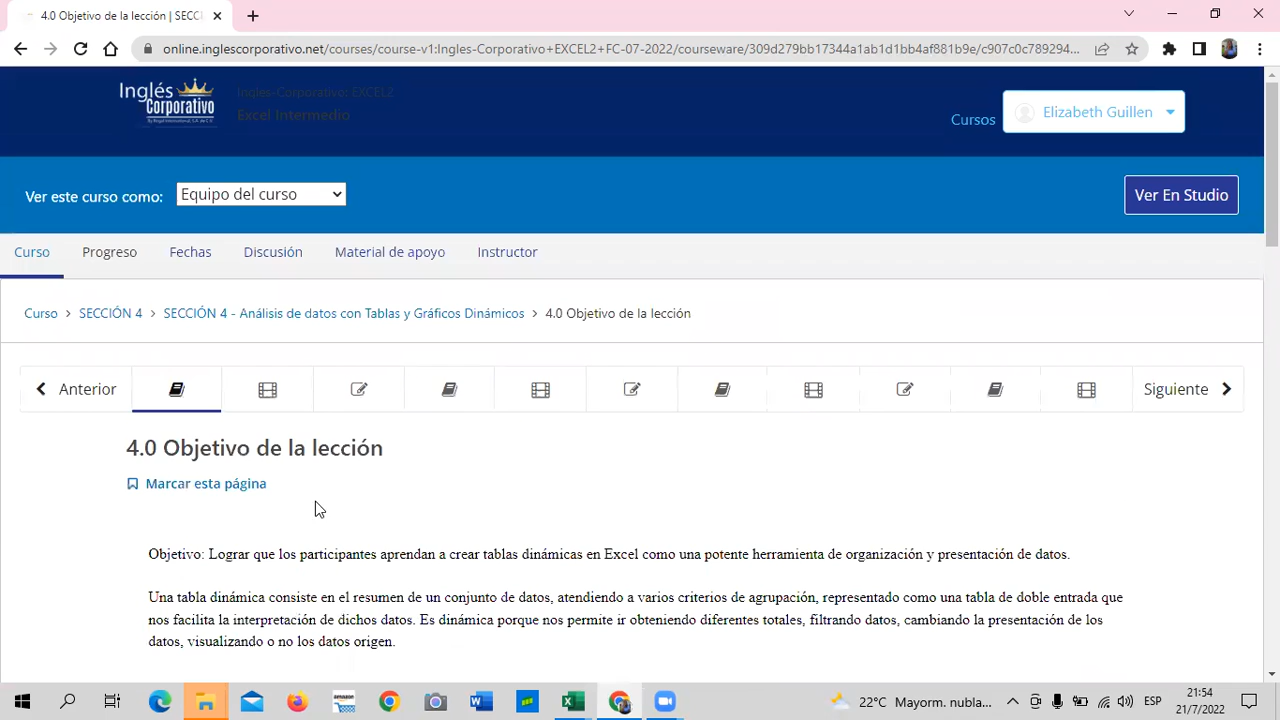 4.0 Objetivo de la lección | SECCI
online.inglescorporativo.net/courses/course-v1:Ingles-Corporativo+EXCEL2+FC-07-2022/courseware/309d279bb17344a1ab1d1bb4af881b9e/c907c0c789294...
Inglés
Corporativo
Ingles-Corporativo: EXCEL2
Excel Intermedio
Cursos
Elizabeth Guillen
Ver este curso como:
Equipo del curso
Ver En Studio
Curso
Progreso
Fechas
Discusión
Material de apoyo
Instructor
Curso > SECCIÓN 4 > SECCIÓN 4 - Análisis de datos con Tablas y Gráficos Dinámicos > 4.0 Objetivo de la lección
Anterior
Siguiente
4.0 Objetivo de la lección
Marcar esta página
Objetivo: Lograr que los participantes aprendan a crear tablas dinámicas en Excel como una potente herramienta de organización y presentación de datos.
Una tabla dinámica consiste en el resumen de un conjunto de datos, atendiendo a varios criterios de agrupación, representado como una tabla de doble entrada que
nos facilita la interpretación de dichos datos. Es dinámica porque nos permite ir obteniendo diferentes totales, filtrando datos, cambiando la presentación de los
datos, visualizando o no los datos origen.
amazon
22°C Mayorm. nubla...
ESP
21:54
21/7/2022